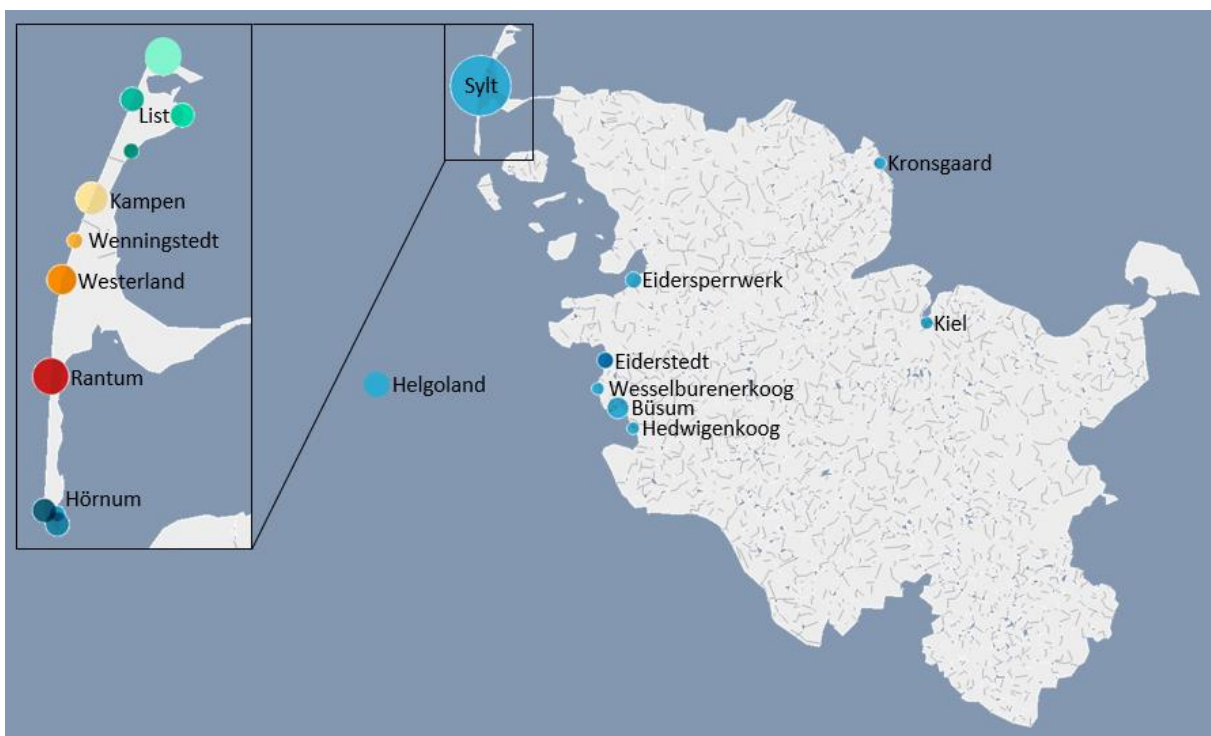 List
Kampen
Wenningstedt
Westerland
Rantum
Hörnum
Sylt
Kronsgaard
Eidersperrwerk
Kiel
Eiderstedt
Helgoland
Wesselburenerkoog
Büsum
Hedwigenkoog